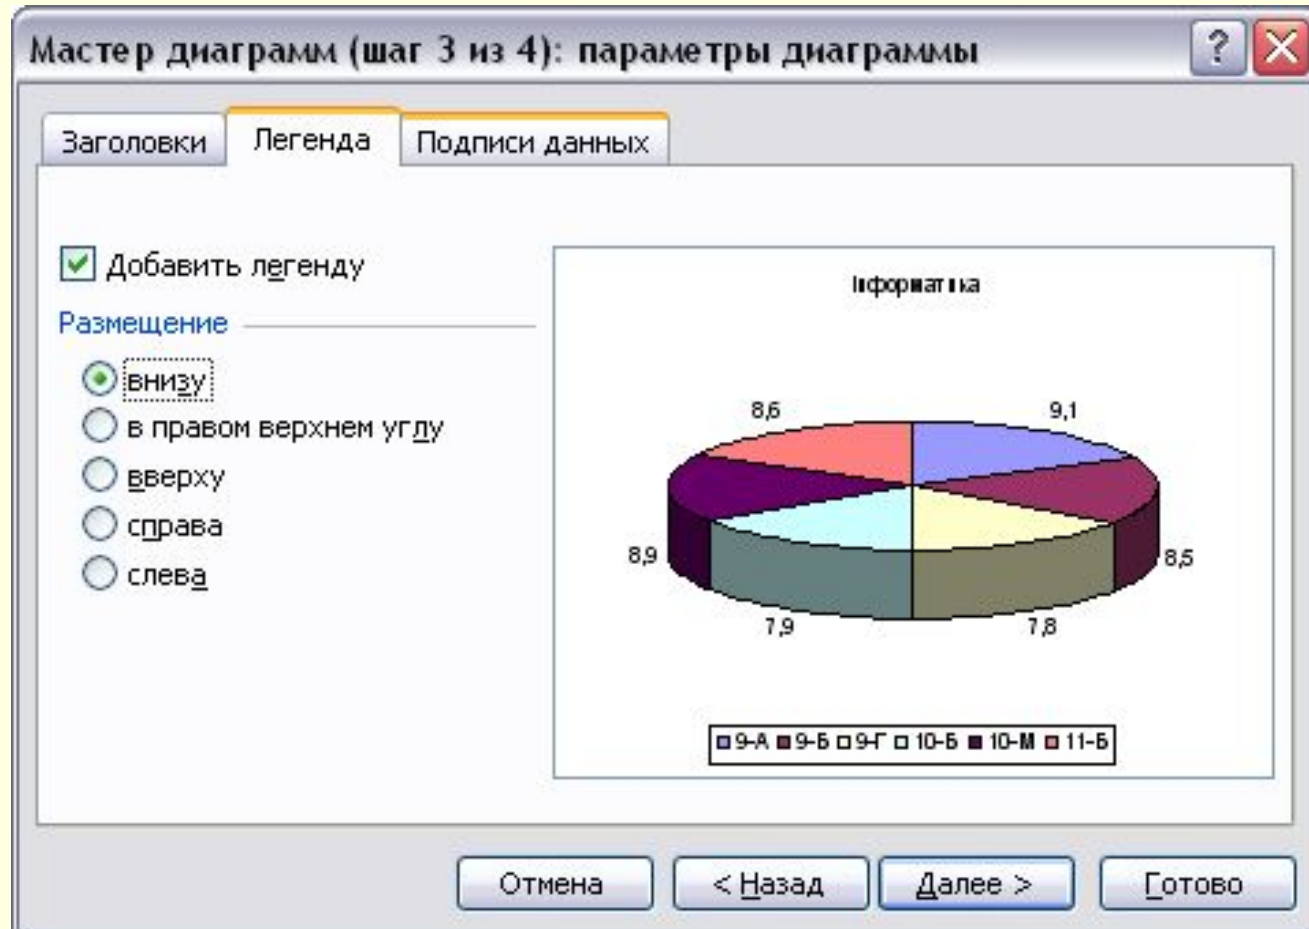 Мастер диаграмм (шаг 3 из 4): параметры диаграммы
Заголовки Легенда Подписи данных
Добавить легенду
Размещение
внизу
в правом верхнем углу
вверху
справа
слева
Інформатика
8,6 9,1
8,9 8,5
7,9 7,8
9-А 9-Б 9-Г 10-Б 10-М 11-Б
Отмена < Назад Далее > Готово